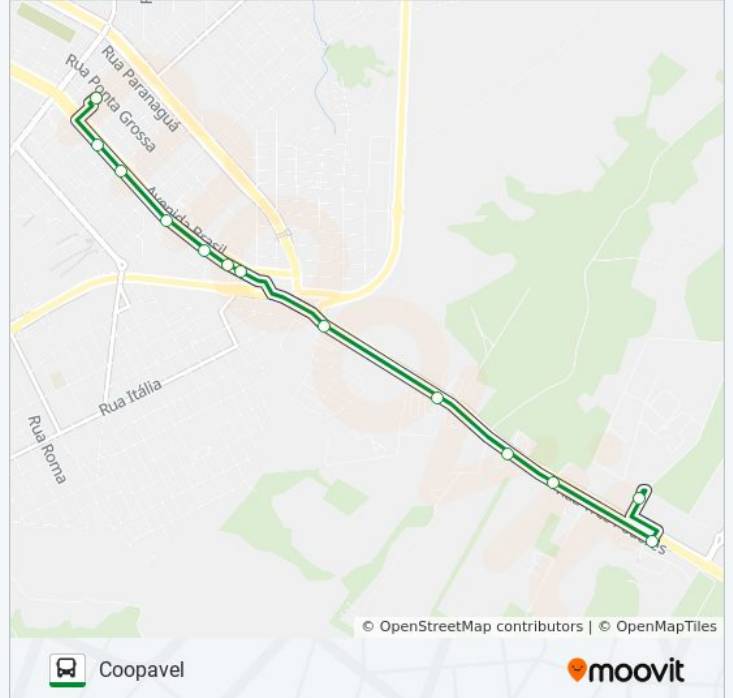 Rua Paranaguá
Rua Ponta Grossa
Avenida Brasil
Rua Itália
Rua Roma
© OpenStreetMap contributors | © OpenMapTiles
Coopavel
moovit